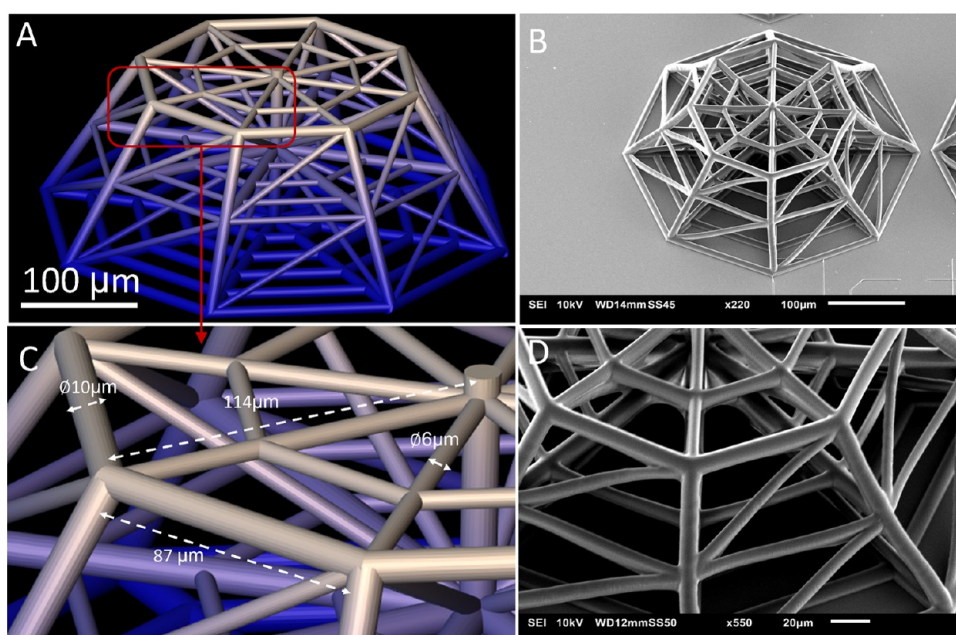 A
100 µm
B
SEI 10kV WD14mmSS45 x220 100µm
C
Ø10µm
114µm
Ø6µm
87 µm
D
SEI 10kV WD12mmSS50 x550 20µm